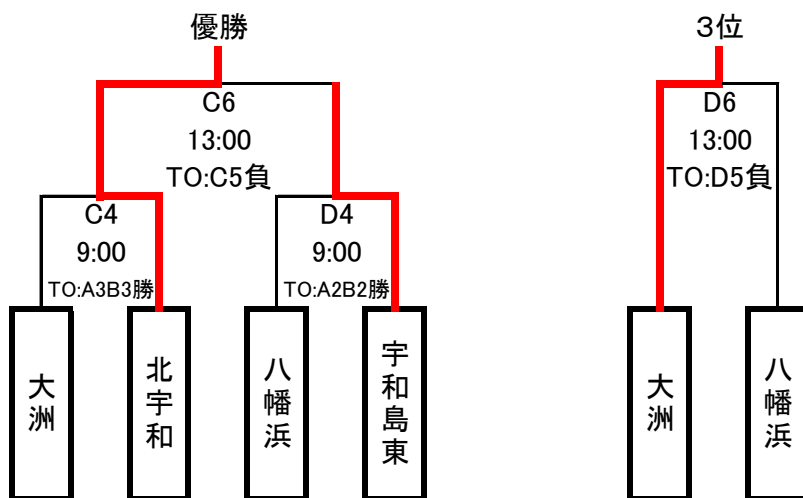 優勝
3位
C6
13:00
TO:C5負
D6
13:00
TO:D5負
C4
9:00
TO:A3B3勝
D4
9:00
TO:A2B2勝
大洲
北宇和
八幡浜
宇和島東
大洲
八幡浜